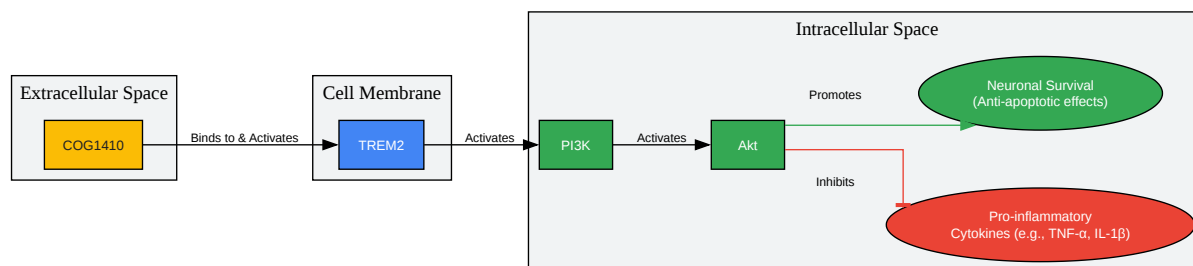 Intracellular Space
Extracellular Space
COG1410
Binds to & Activates
Cell Membrane
TREM2
Activates
PI3K
Activates
Akt
Promotes
Neuronal Survival
(Anti-apoptotic effects)
Inhibits
Pro-inflammatory
Cytokines (e.g., TNF-α, IL-1β)